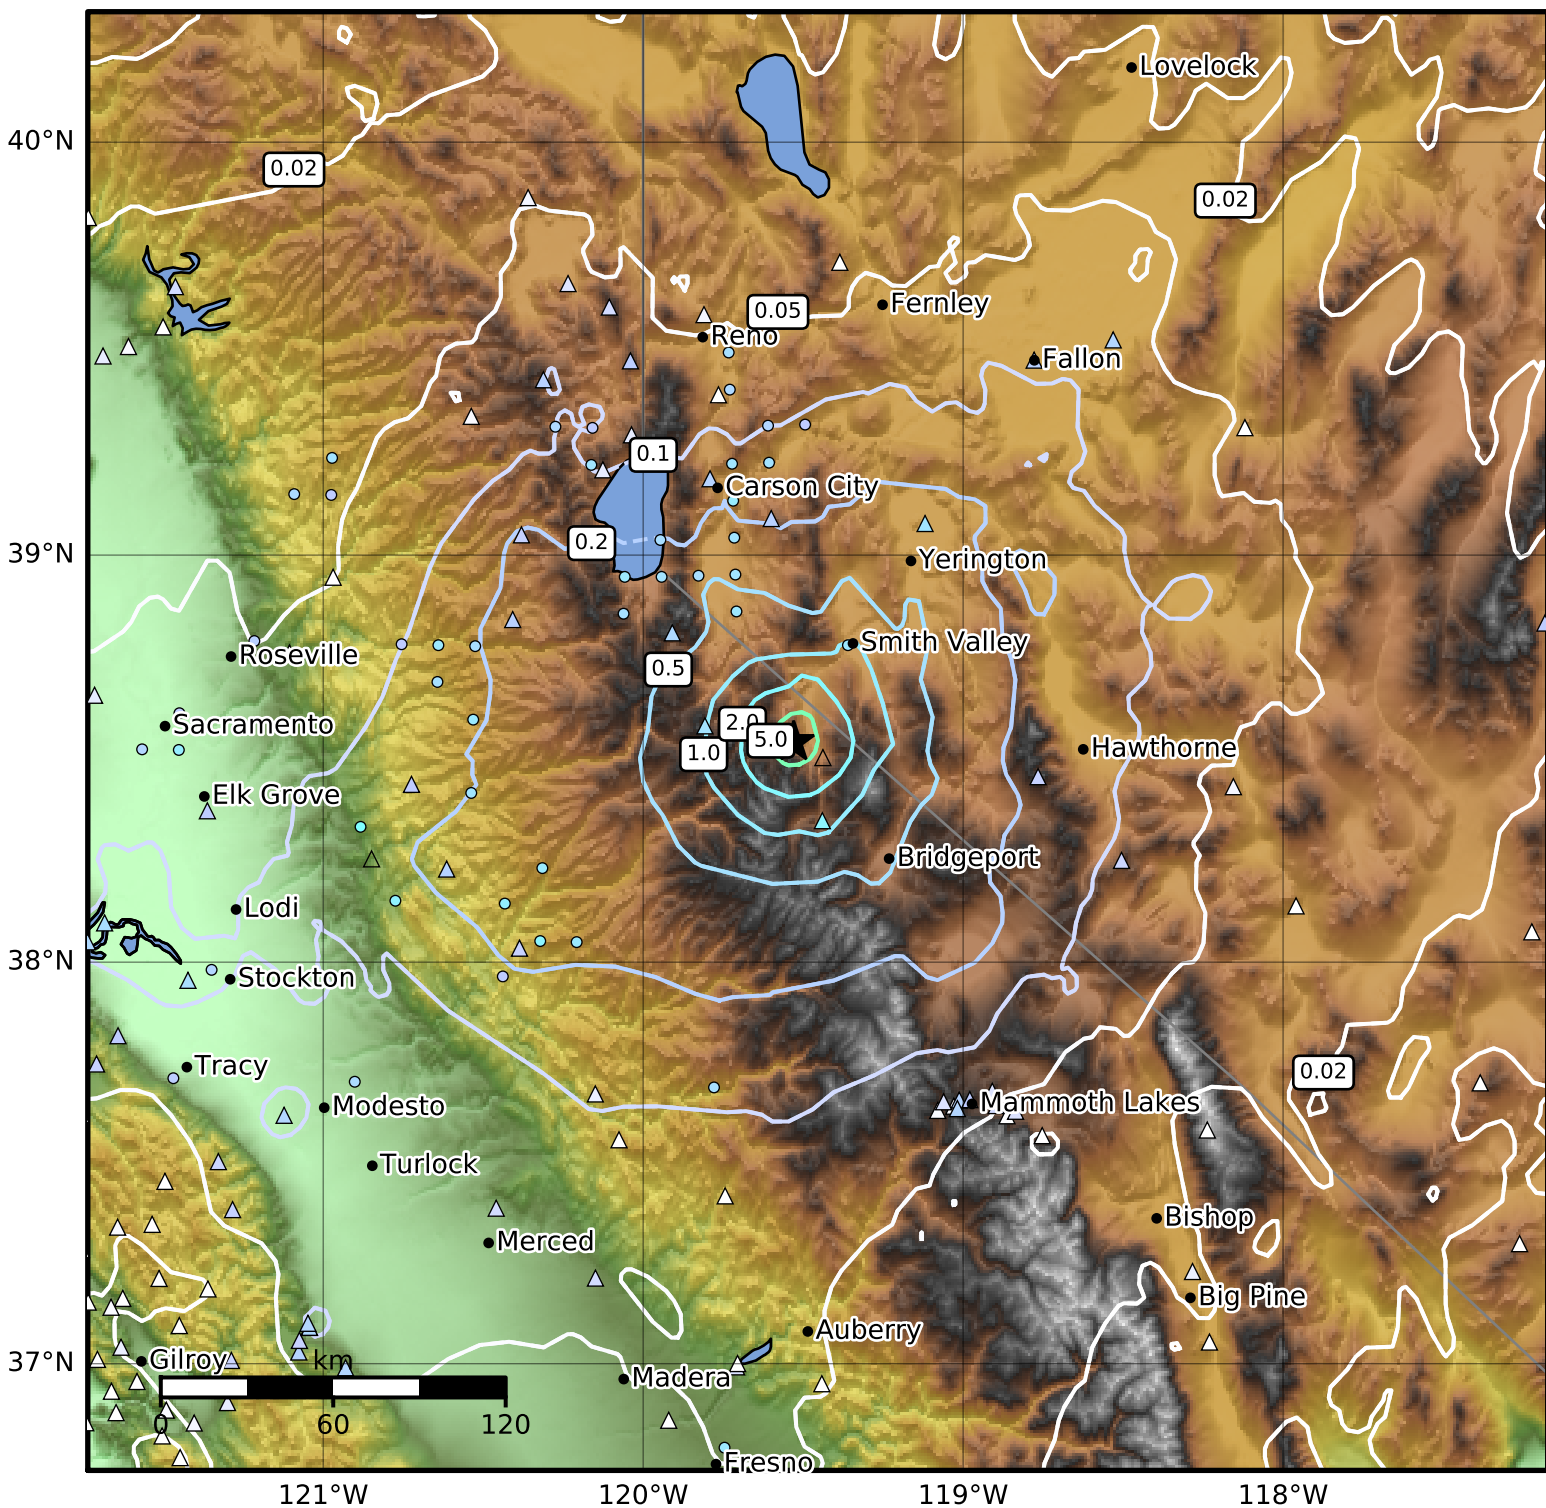 Lovelock
40°N
0.02
0.02
Fernley
0.05
Reno
Fallon
0.1
Carson City
0.2
39°N
Yerington
Smith Valley
Roseville
0.5
Sacramento
2.0
5.0
1.0
Hawthorne
Elk Grove
Bridgeport
Lodi
38°N
Stockton
Tracy
0.02
Modesto
Mammoth Lakes
Turlock
Bishop
Merced
Big Pine
Auberry
Gilroy
km
37°N
Madera
0
60
120
Fresno
121°W
120°W
119°W
118°W